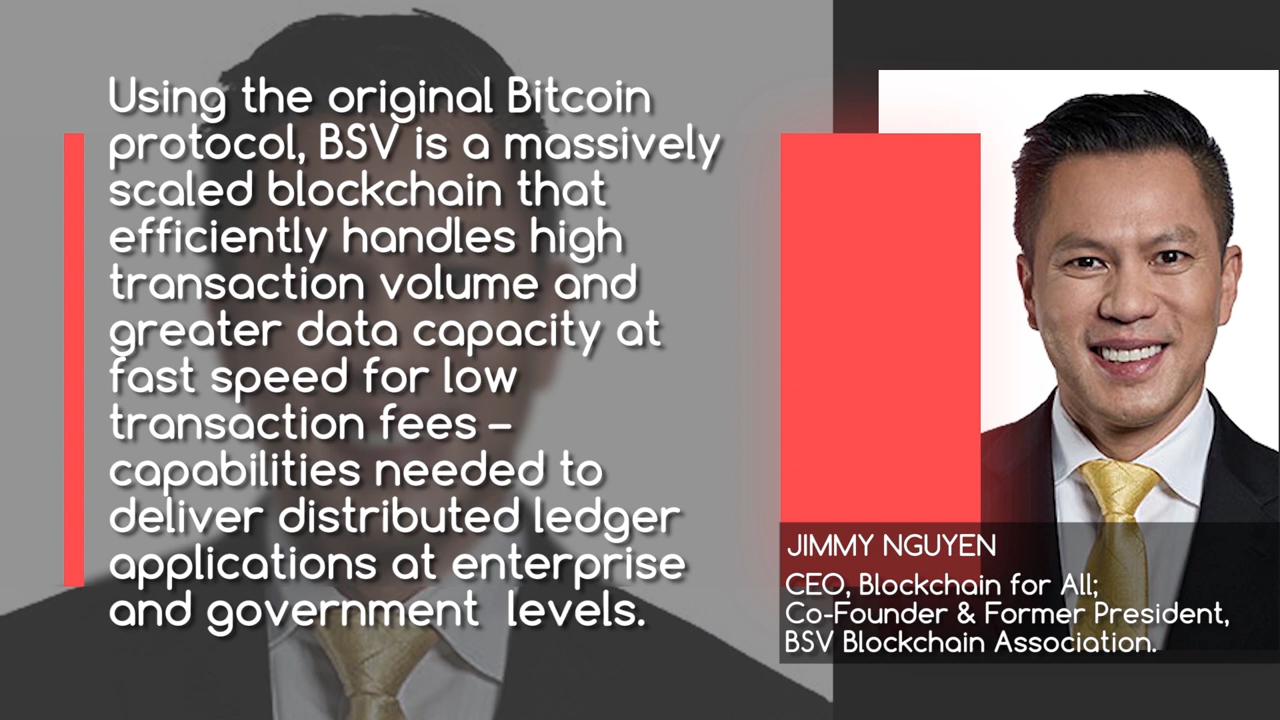 Using the original Bitcoin
protocol, BSV is a massively
scaled blockchain that
efficiently handles high
transaction volume and
greater data capacity at
fast speed for low
transaction fees –
capabilities needed to
deliver distributed ledger
applications at enterprise
and government  levels.
JIMMY NGUYEN
CEO, Blockchain for All;
Co-Founder & Former President,
BSV Blockchain Association.